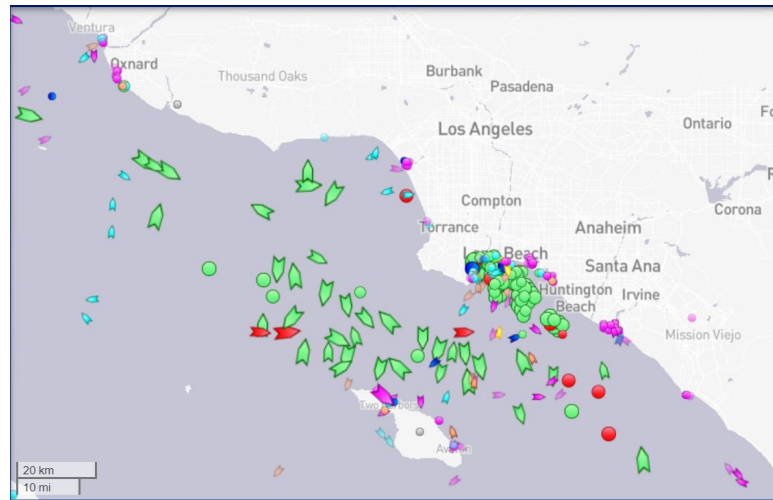 Ventura
Oxnard
Thousand Oaks
Burbank
Pasadena
Los Angeles
Ontario
Compton
Torrance
Anaheim
Corona
Long Beach
Santa Ana
Huntington
Beach
Irvine
Mission Viejo
20 km
10 mi